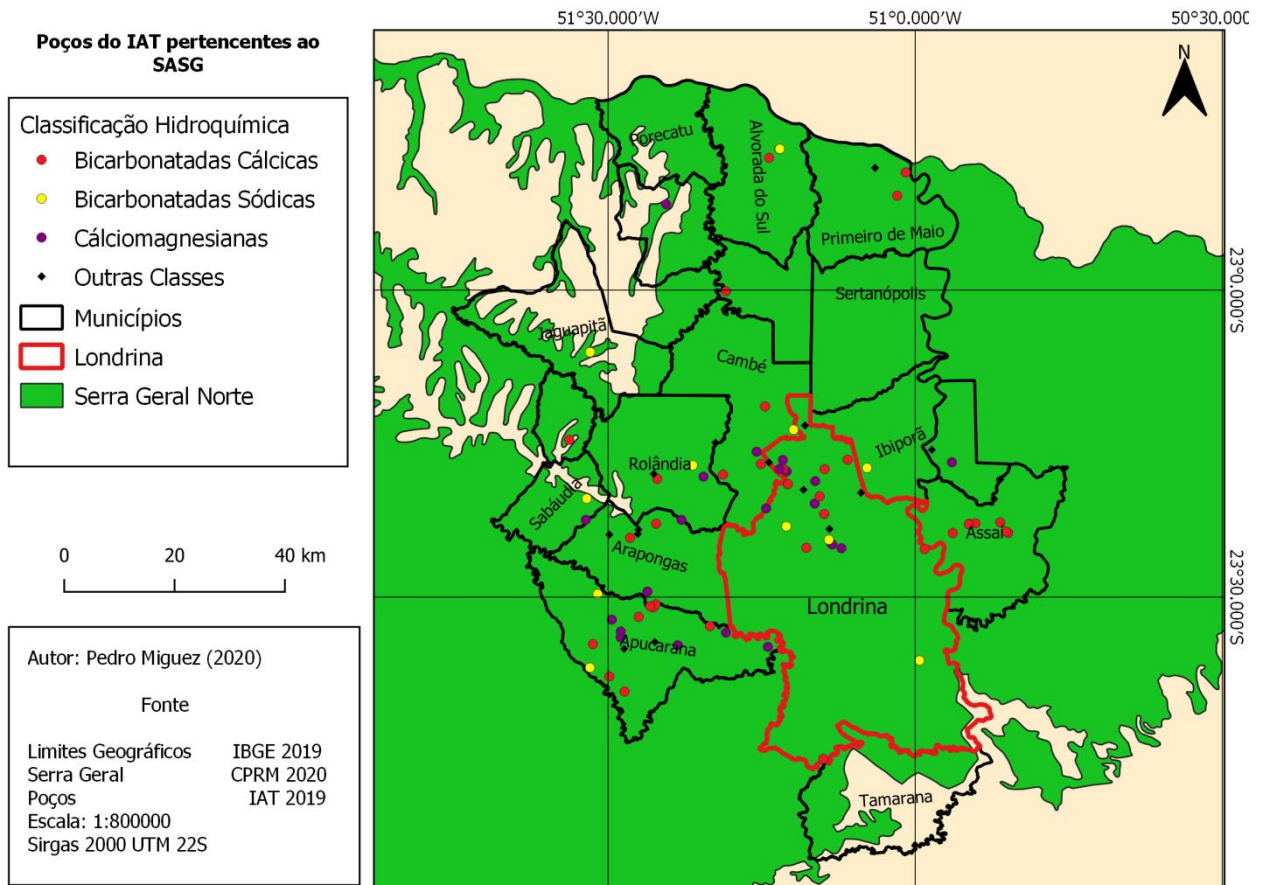 Poços do IAT pertencentes ao
SASG
Classificação Hidroquímica
Bicarbonatadas Cálcicas
Bicarbonatadas Sódicas
Cálciomagnesianas
Outras Classes
Municípios
Londrina
Serra Geral Norte
0 20 40 km
Autor: Pedro Miguez (2020)
Fonte
Limites Geográficos IBGE 2019
Serra Geral CPRM 2020
Poços IAT 2019
Escala: 1:800000
Sirgas 2000 UTM 22S
51°30.000'W 51°0.000'W 50°30.000'W
N
Porecatu
Alvorada do Sul
Primeiro de Maio
23°0.000'S
Sertanópolis
Jaguapitã
Cambé
Ibiporã
Rolândia
Sabáudia
Assaí
Arapongas
23°30.000'S
Londrina
Apucarana
Tamarana